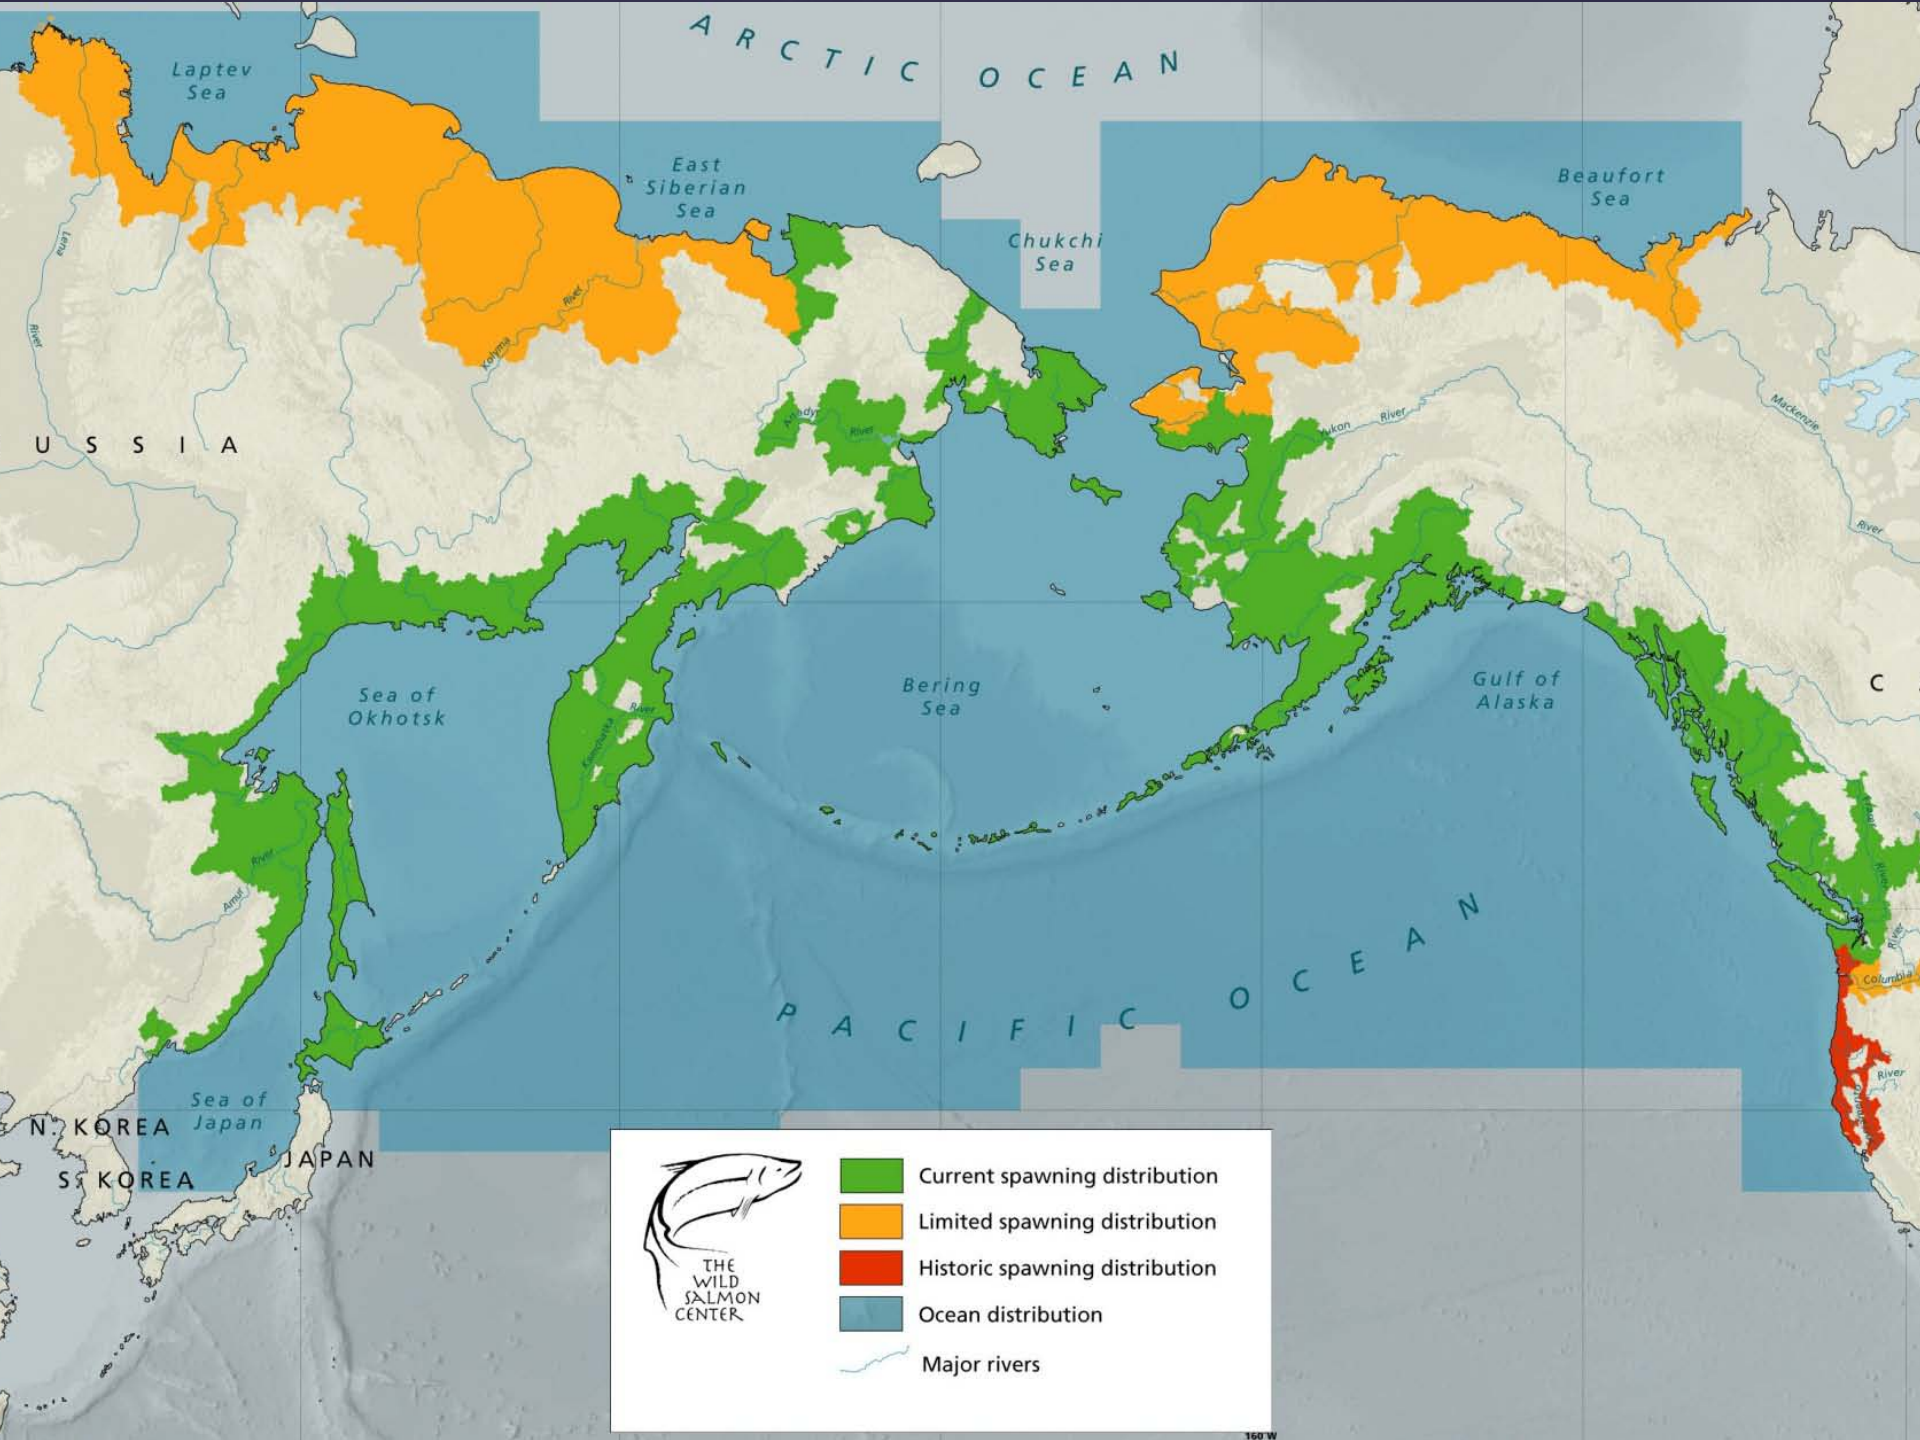 ARCTIC OCEAN
Laptev
Sea
East
Siberian
Sea
Chukchi
Sea
Beaufort
Sea
Lena
River
River
Kolyma
Anadyr
River
Yukon River
Mackenzie
River
USSIA
C
Sea of
Okhotsk
Bering
Sea
Gulf of
Alaska
River
Kamchatka
River
Amur
River
River
Columbia
River
PACIFIC OCEAN
Sea of
Japan
N. KOREA
S. KOREA
JAPAN
THE
WILD
SALMON
CENTER
Current spawning distribution
Limited spawning distribution
Historic spawning distribution
Ocean distribution
Major rivers
160 W